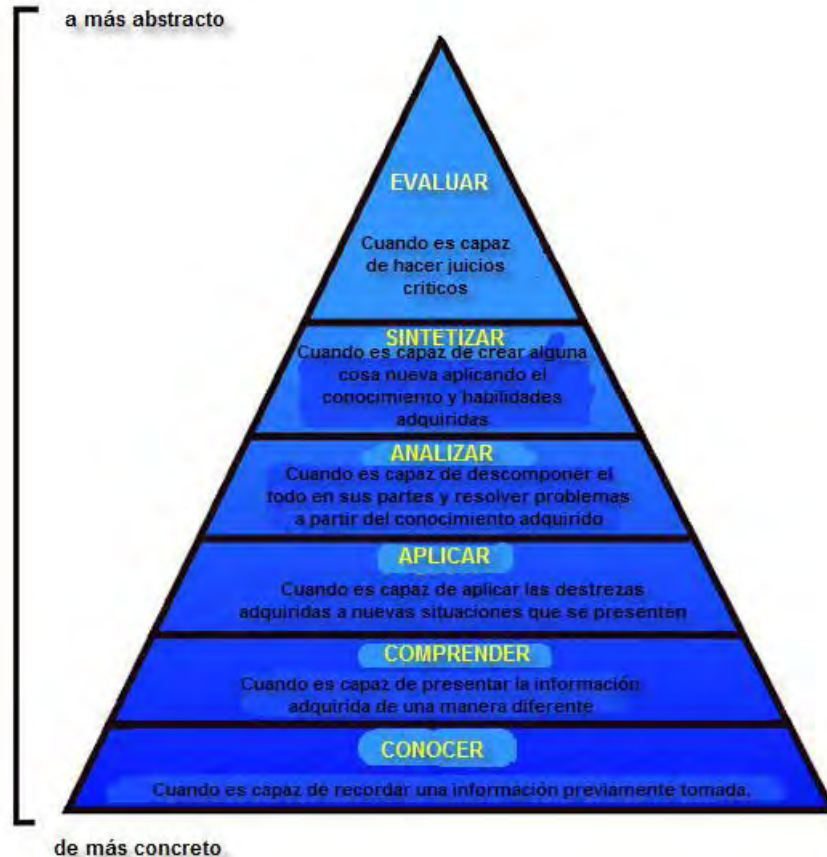 a más abstracto
EVALUAR
Cuando es capaz
de hacer juicios
criticos
SINTETIZAR
Cuando es capaz de crear alguna
cosa nueva aplicando el
conocimiento y habilidades
adquiridas
ANALIZAR
Cuando es capaz de descomponer el
todo en sus partes y resolver problemas
a partir del conocimiento adquirido
APLICAR
Cuando es capaz de aplicar las destrezas
adquiridas a nuevas situaciones que se presenten
COMPRENDER
Cuando es capaz de presentar la información
adquirida de una manera diferente
CONOCER
Cuando es capaz de recordar una información previamente tomada.
de más concreto